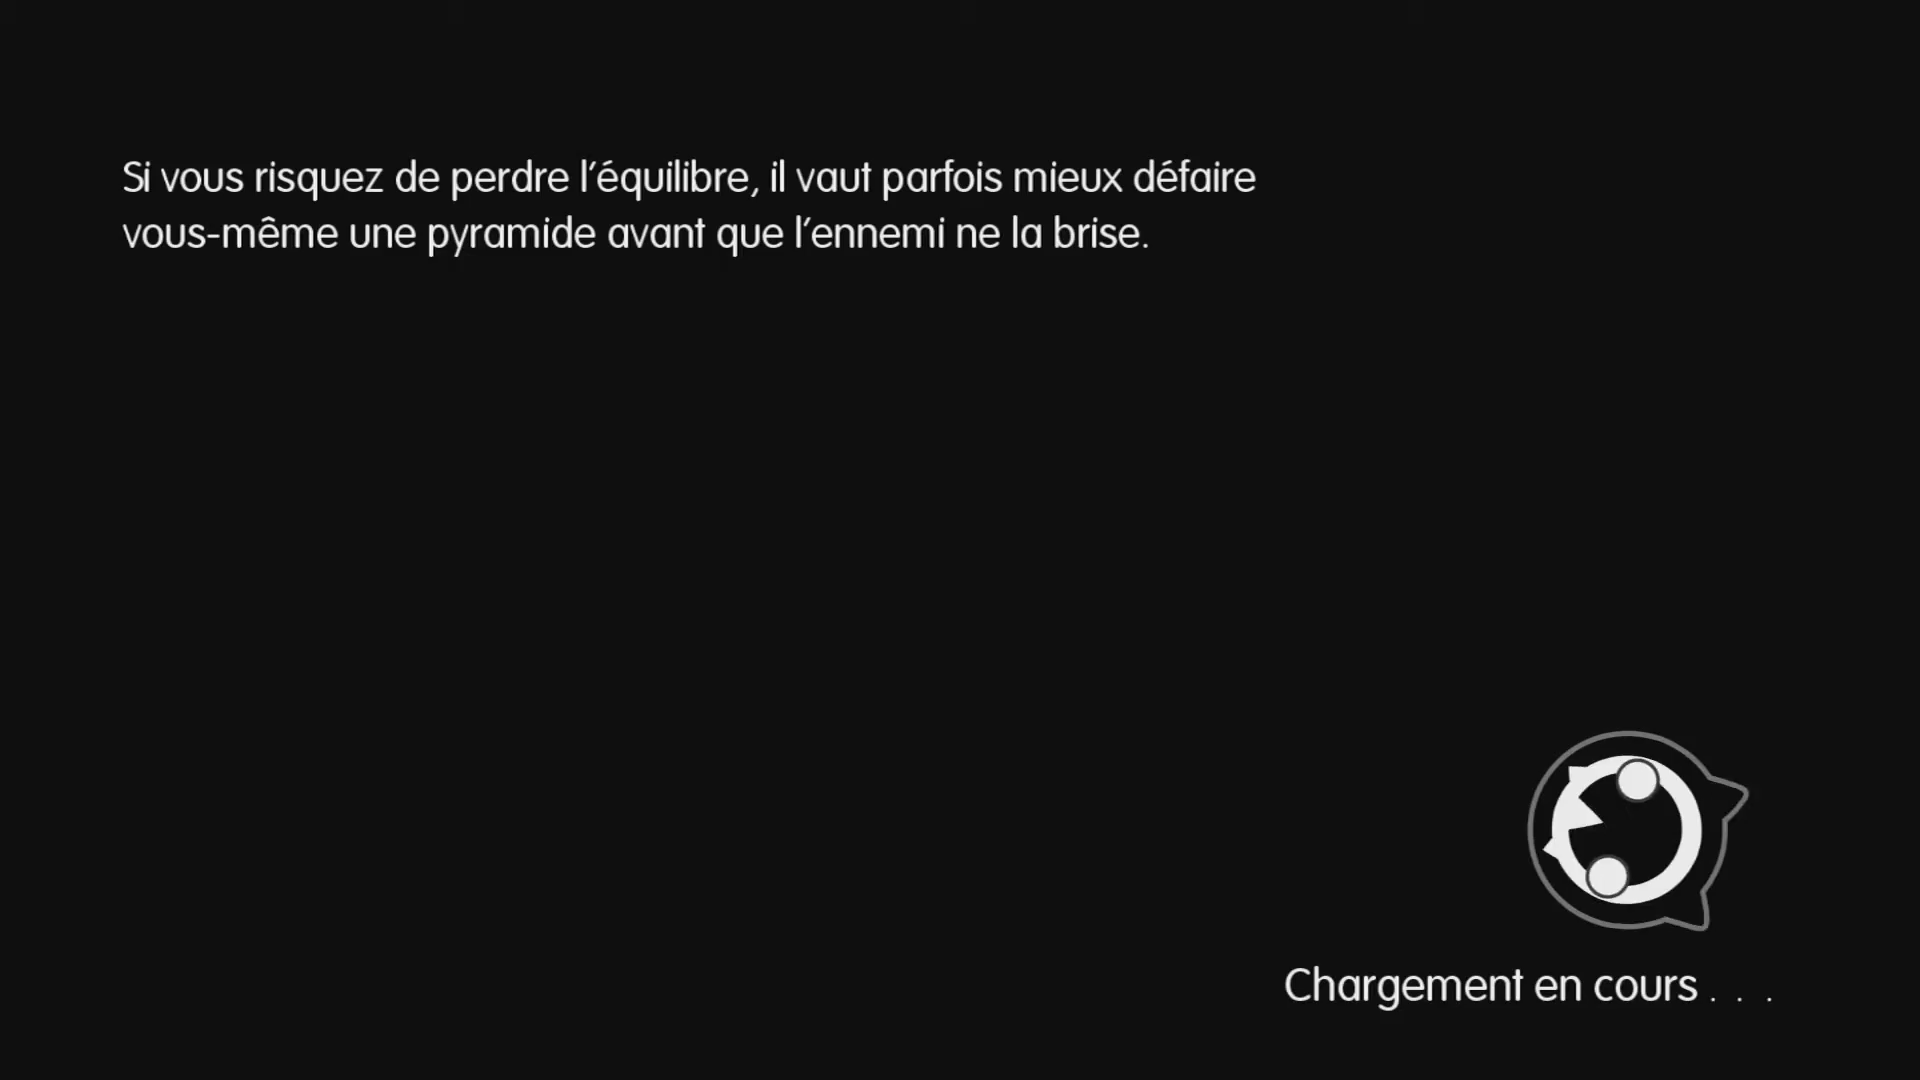 Si vous risquez de perdre l'équilibre, il vaut parfois mieux défaire
vous-même une pyramide avant que l'ennemi ne la brise.
Chargement en cours . . .